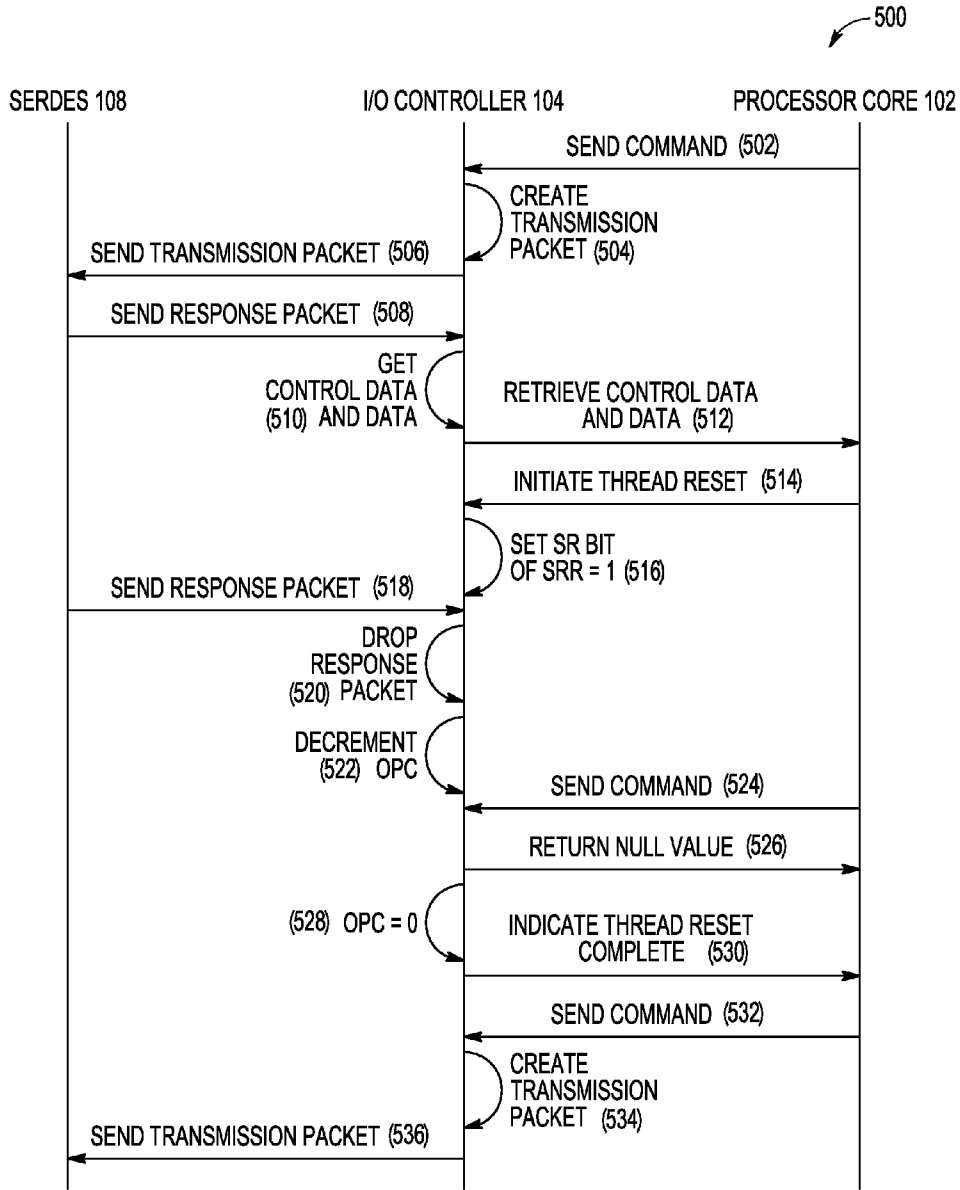 500
SERDES 108
I/O CONTROLLER 104
PROCESSOR CORE 102
SEND COMMAND (502)
CREATE
TRANSMISSION
PACKET (504)
SEND TRANSMISSION PACKET (506)
SEND RESPONSE PACKET (508)
GET
CONTROL DATA
(510) AND DATA
RETRIEVE CONTROL DATA
AND DATA (512)
INITIATE THREAD RESET (514)
SET SR BIT
OF SRR = 1 (516)
SEND RESPONSE PACKET (518)
DROP
RESPONSE
(520) PACKET
DECREMENT
(522) OPC
SEND COMMAND (524)
RETURN NULL VALUE (526)
(528) OPC = 0
INDICATE THREAD RESET
COMPLETE (530)
SEND COMMAND (532)
CREATE
TRANSMISSION
PACKET (534)
SEND TRANSMISSION PACKET (536)